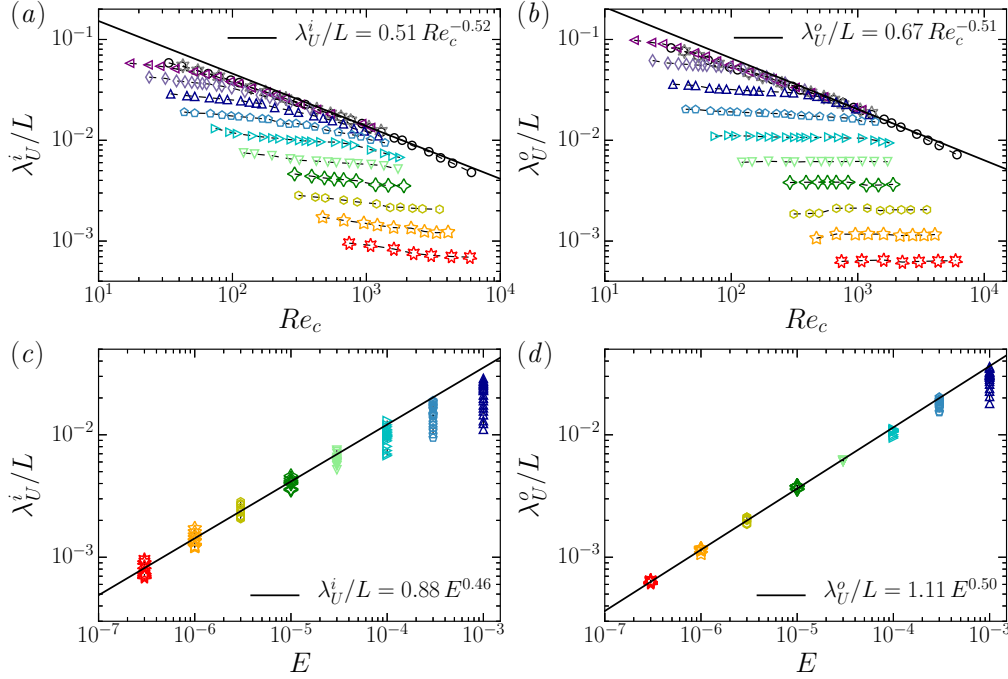 (a)
λ_U^i/L = 0.51 Re_c^{-0.52}
λ_U^i/L
10^{-1}
10^{-2}
10^{-3}
10^1
10^2
10^3
10^4
Re_c
(b)
λ_U^o/L = 0.67 Re_c^{-0.51}
λ_U^o/L
10^{-1}
10^{-2}
10^{-3}
10^1
10^2
10^3
10^4
Re_c
(c)
λ_U^i/L
10^{-2}
10^{-3}
λ_U^i/L = 0.88 E^{0.46}
10^{-7}
10^{-6}
10^{-5}
10^{-4}
10^{-3}
E
(d)
λ_U^o/L
10^{-2}
10^{-3}
λ_U^o/L = 1.11 E^{0.50}
10^{-7}
10^{-6}
10^{-5}
10^{-4}
10^{-3}
E